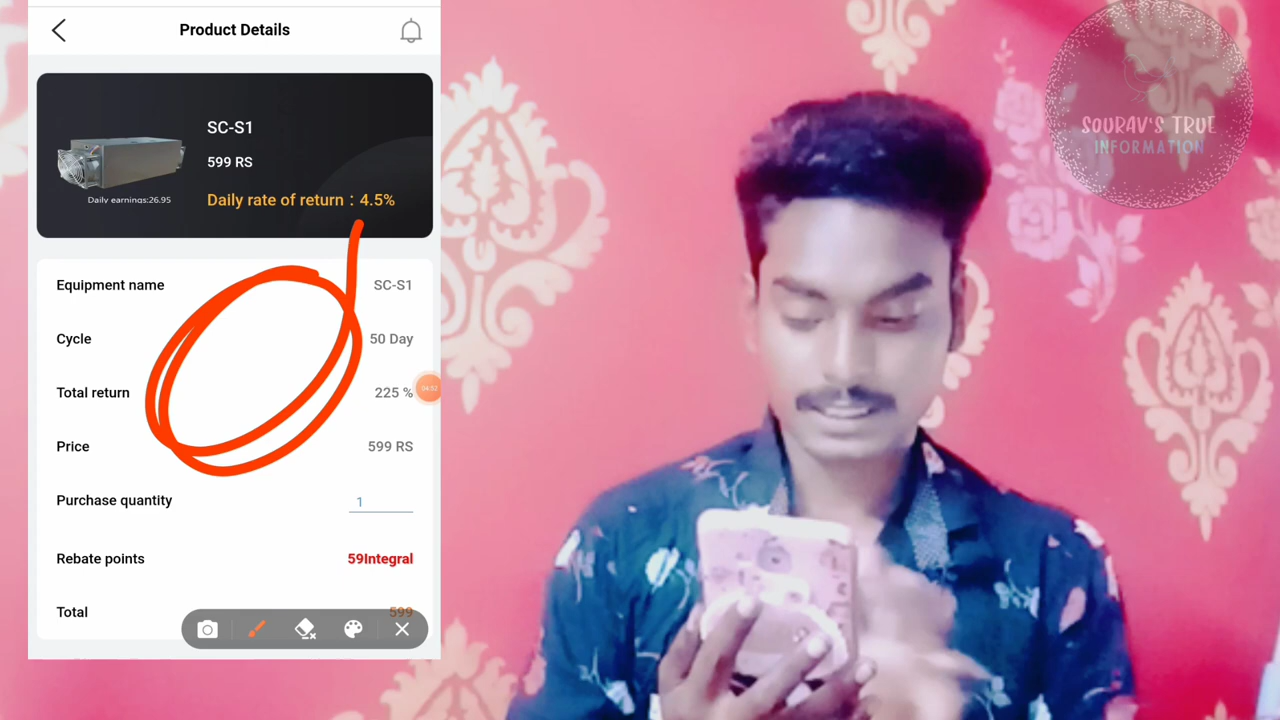 Product Details
SC-S1
599 RS
Daily rate of return : 4.5%
Daily earnings:26.95
Equipment name SC-S1
Cycle 50 Day
Total return 225 %
04:52
Price 599 RS
Purchase quantity 1
Rebate points 59Integral
Total 599
SOURAV'S TRUE
INFORMATION